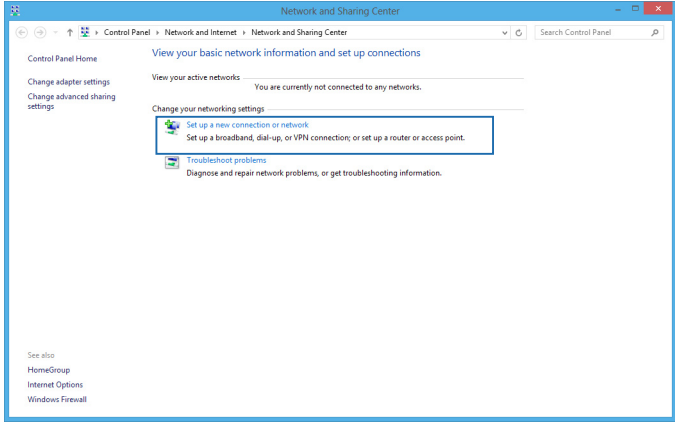 Network and Sharing Center
Control Panel Network and Internet Network and Sharing Center
Search Control Panel
Control Panel Home
Change adapter settings
Change advanced sharing
settings
View your basic network information and set up connections
View your active networks
You are currently not connected to any networks.
Change your networking settings
Set up a new connection or network
Set up a broadband, dial-up, or VPN connection; or set up a router or access point.
Troubleshoot problems
Diagnose and repair network problems, or get troubleshooting information.
See also
HomeGroup
Internet Options
Windows Firewall